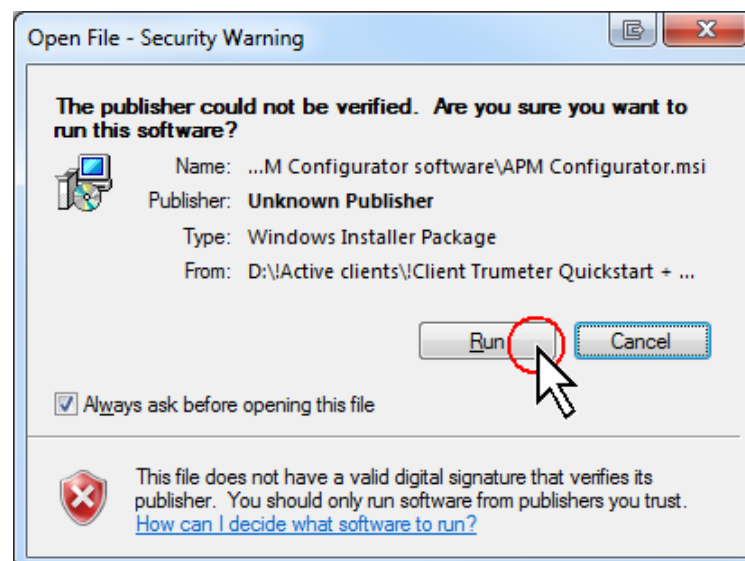 Open File - Security Warning
The publisher could not be verified.  Are you sure you want to
run this software?
Name: ...M Configurator software\APM Configurator.msi
Publisher: Unknown Publisher
Type: Windows Installer Package
From: D:\!Active clients\!Client Trumeter Quickstart + ...
Run Cancel
Always ask before opening this file
This file does not have a valid digital signature that verifies its
publisher.  You should only run software from publishers you trust.
How can I decide what software to run?